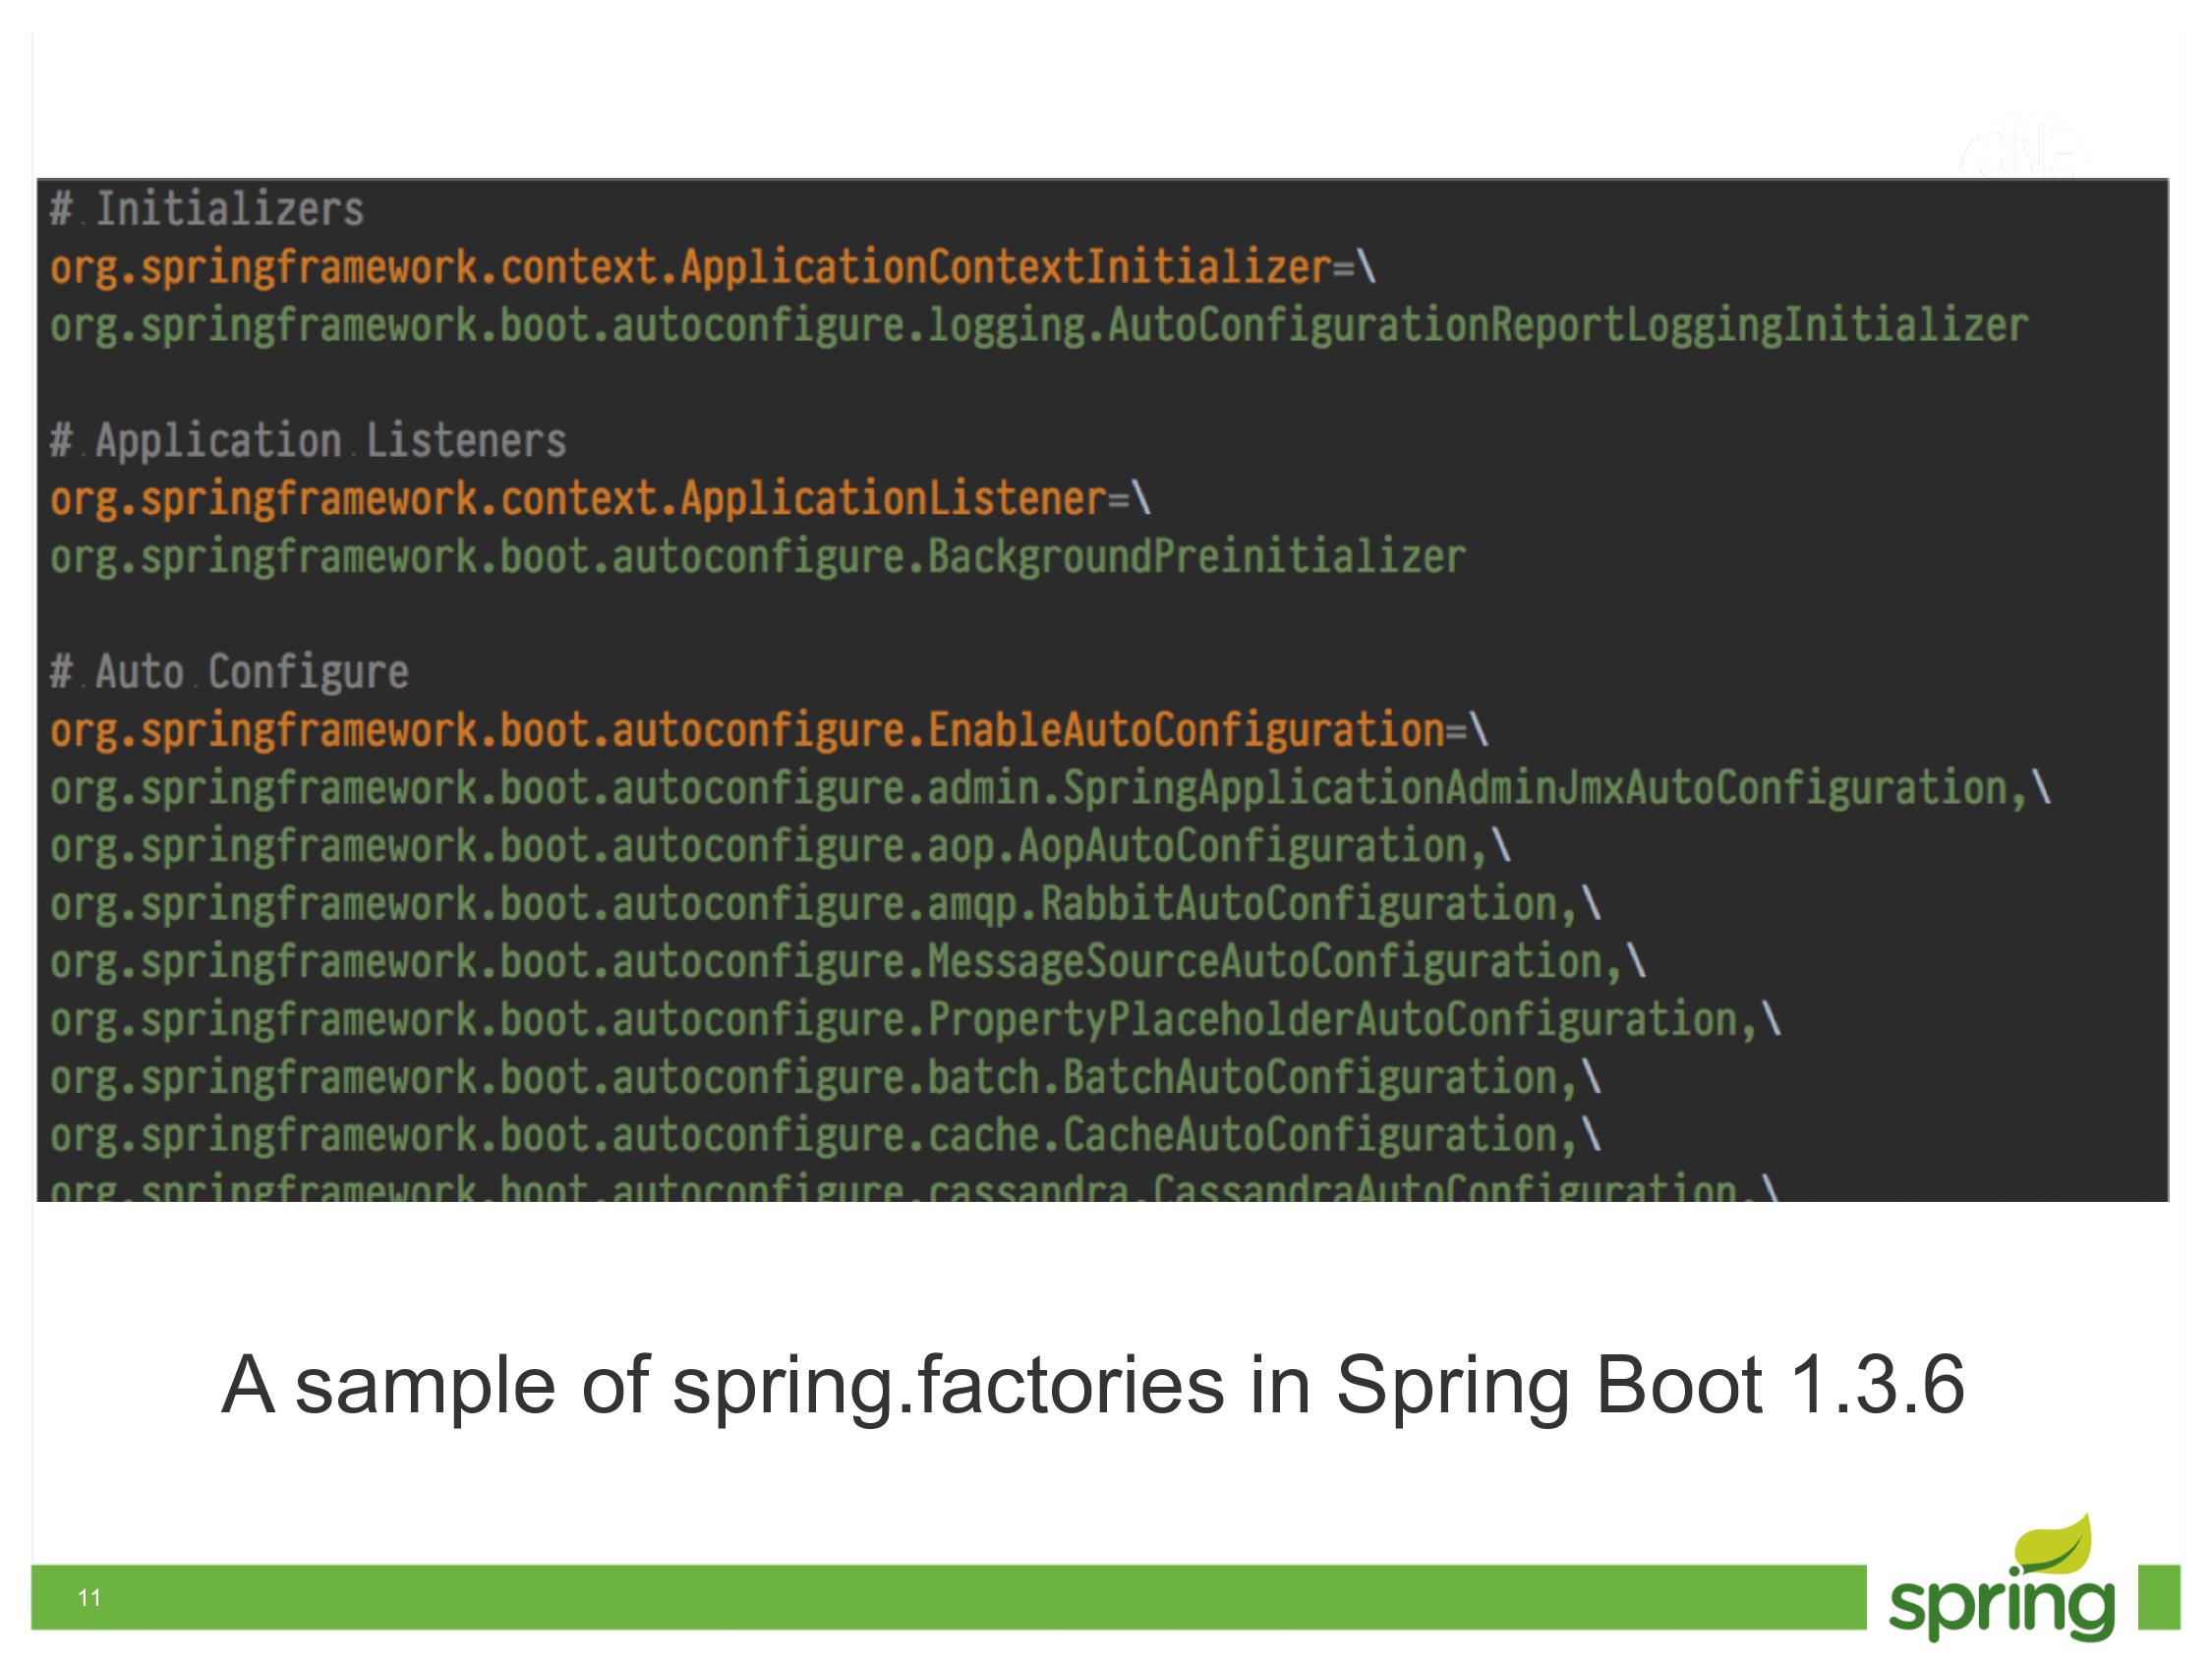 # Initializers
org.springframework.context.ApplicationContextInitializer=\
org.springframework.boot.autoconfigure.logging.AutoConfigurationReportLoggingInitializer
# Application Listeners
org.springframework.context.ApplicationListener=\
org.springframework.boot.autoconfigure.BackgroundPreinitializer
# Auto Configure
org.springframework.boot.autoconfigure.EnableAutoConfiguration=\
org.springframework.boot.autoconfigure.admin.SpringApplicationAdminJmxAutoConfiguration,\
org.springframework.boot.autoconfigure.aop.AopAutoConfiguration,\
org.springframework.boot.autoconfigure.amqp.RabbitAutoConfiguration,\
org.springframework.boot.autoconfigure.MessageSourceAutoConfiguration,\
org.springframework.boot.autoconfigure.PropertyPlaceholderAutoConfiguration,\
org.springframework.boot.autoconfigure.batch.BatchAutoConfiguration,\
org.springframework.boot.autoconfigure.cache.CacheAutoConfiguration,\
org.springframework.boot.autoconfigure.cassandra.CassandraAutoConfiguration,\
A sample of spring.factories in Spring Boot 1.3.6
11
spring